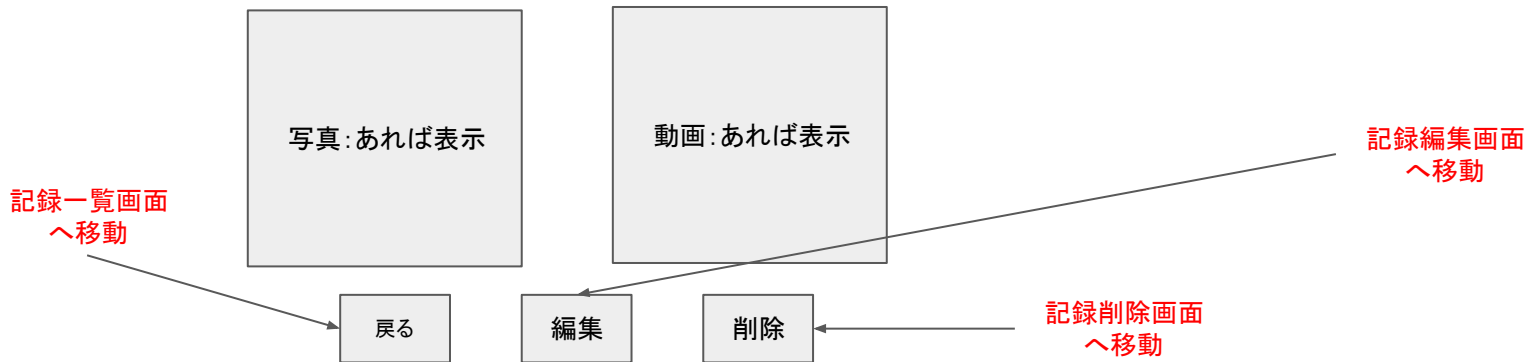 写真：あれば表示
動画：あれば表示
記録編集画面
へ移動
記録一覧画面
へ移動
戻る
編集
削除
記録削除画面
へ移動